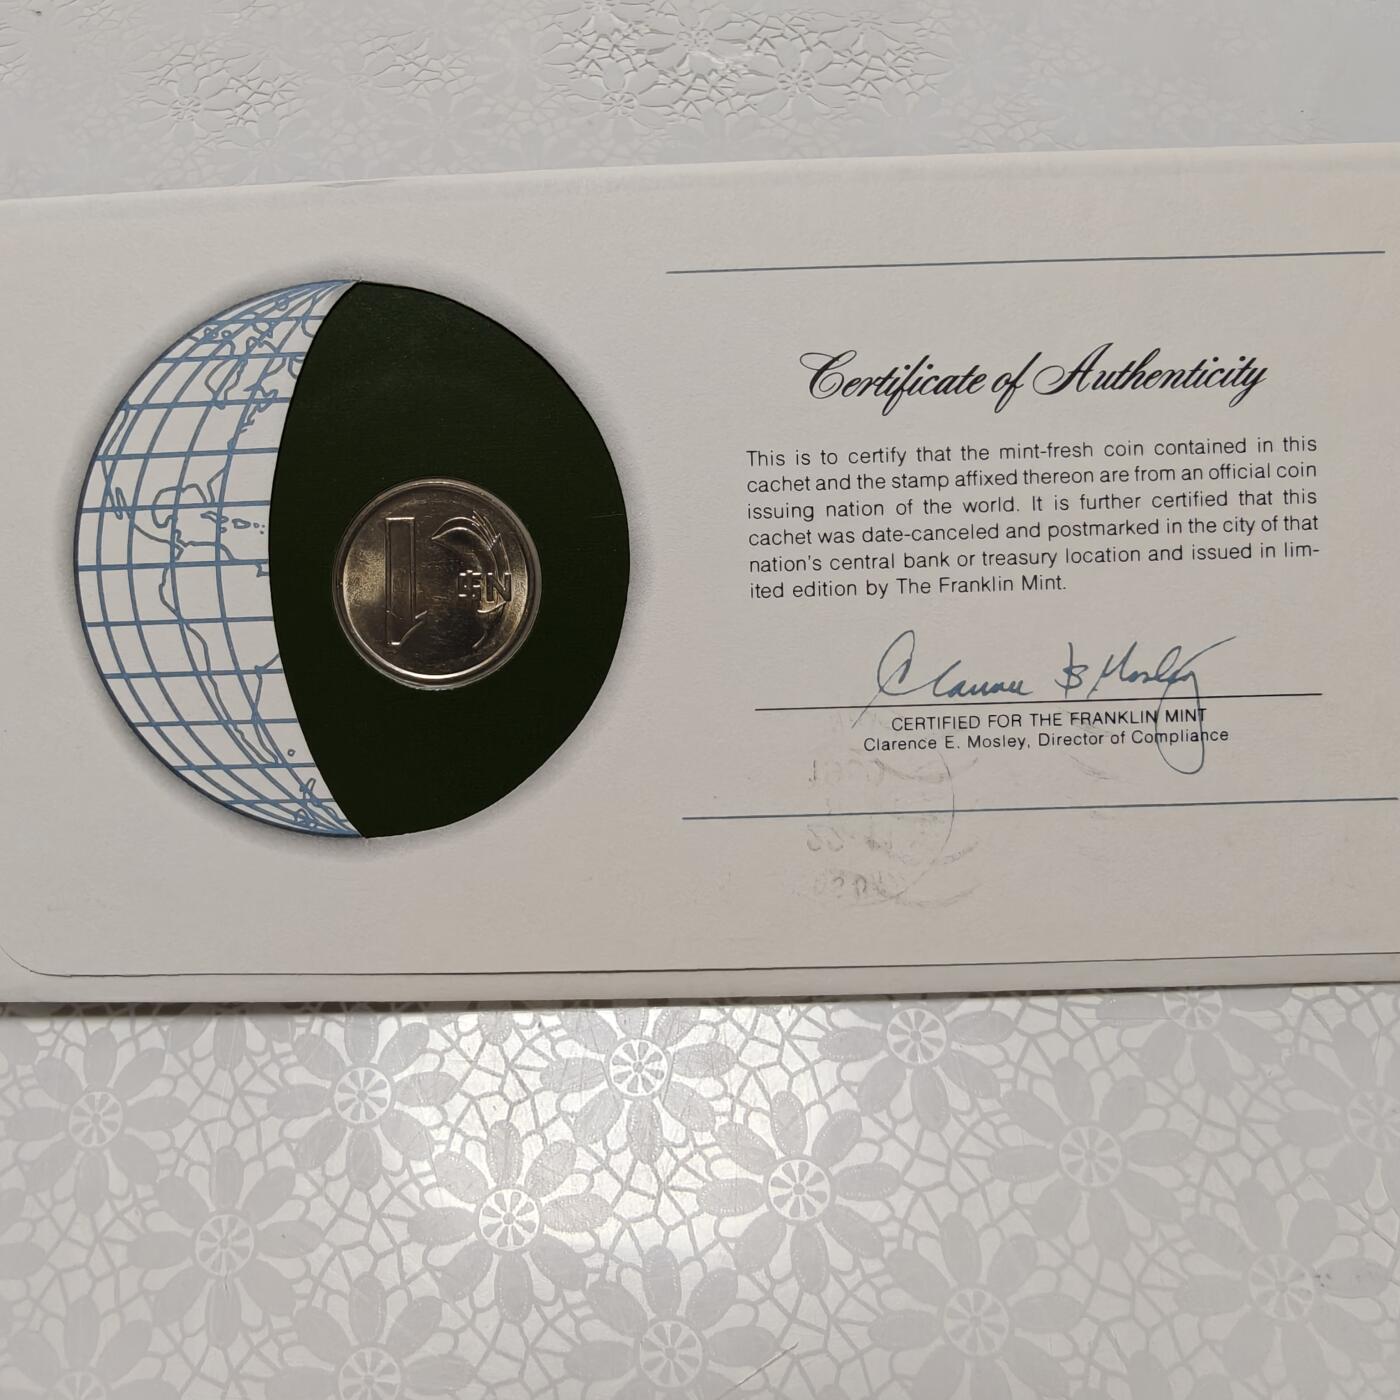 Certificate of Authenticity
This is to certify that the mint-fresh coin contained in this
cachet and the stamp affixed thereon are from an official coin
issuing nation of the world. It is further certified that this
cachet was date-canceled and postmarked in the city of that
nation's central bank or treasury location and issued in lim-
ited edition by The Franklin Mint.
CERTIFIED FOR THE FRANKLIN MINT
Clarence E. Mosley, Director of Compliance
1